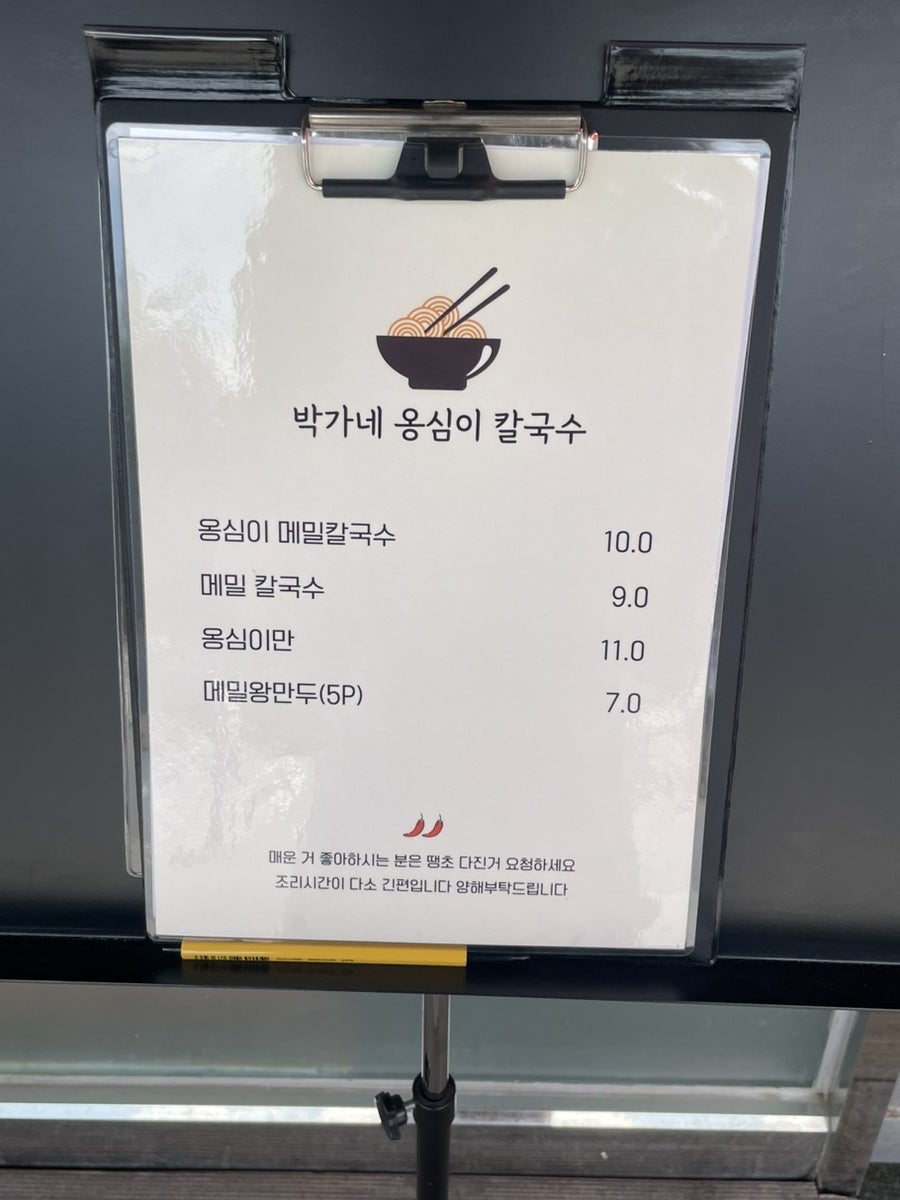 박가네 옹심이 칼국수
옹심이 메밀칼국수 10.0
메밀 칼국수 9.0
옹심이만 11.0
메밀왕만두(5P) 7.0
매운 거 좋아하시는 분은 땡초 다진거 요청하세요
조리시간이 다소 긴편입니다 양해부탁드립니다